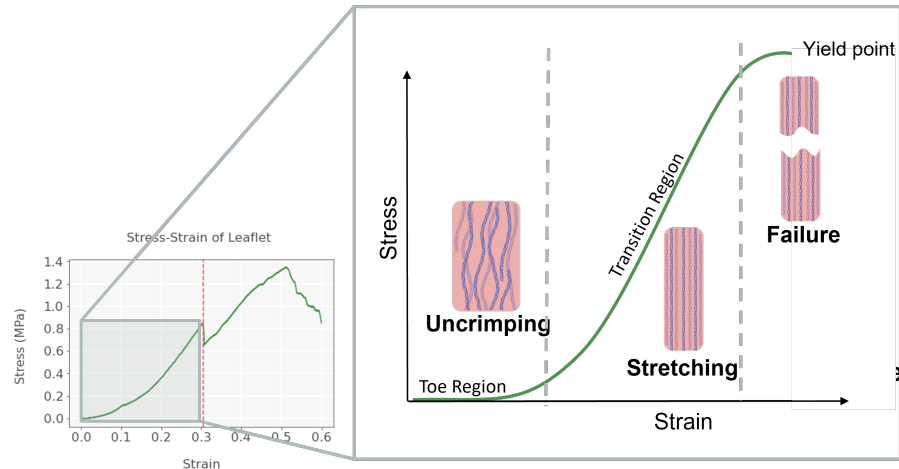 Stress-Strain of Leaflet
Stress (MPa)
1.4
1.2
1.0
0.8
0.6
0.4
0.2
0.0
0.0 0.1 0.2 0.3 0.4 0.5 0.6
Strain
Yield point
Stress
Transition Region
Failure
Uncrimping
Stretching
Toe Region
Strain